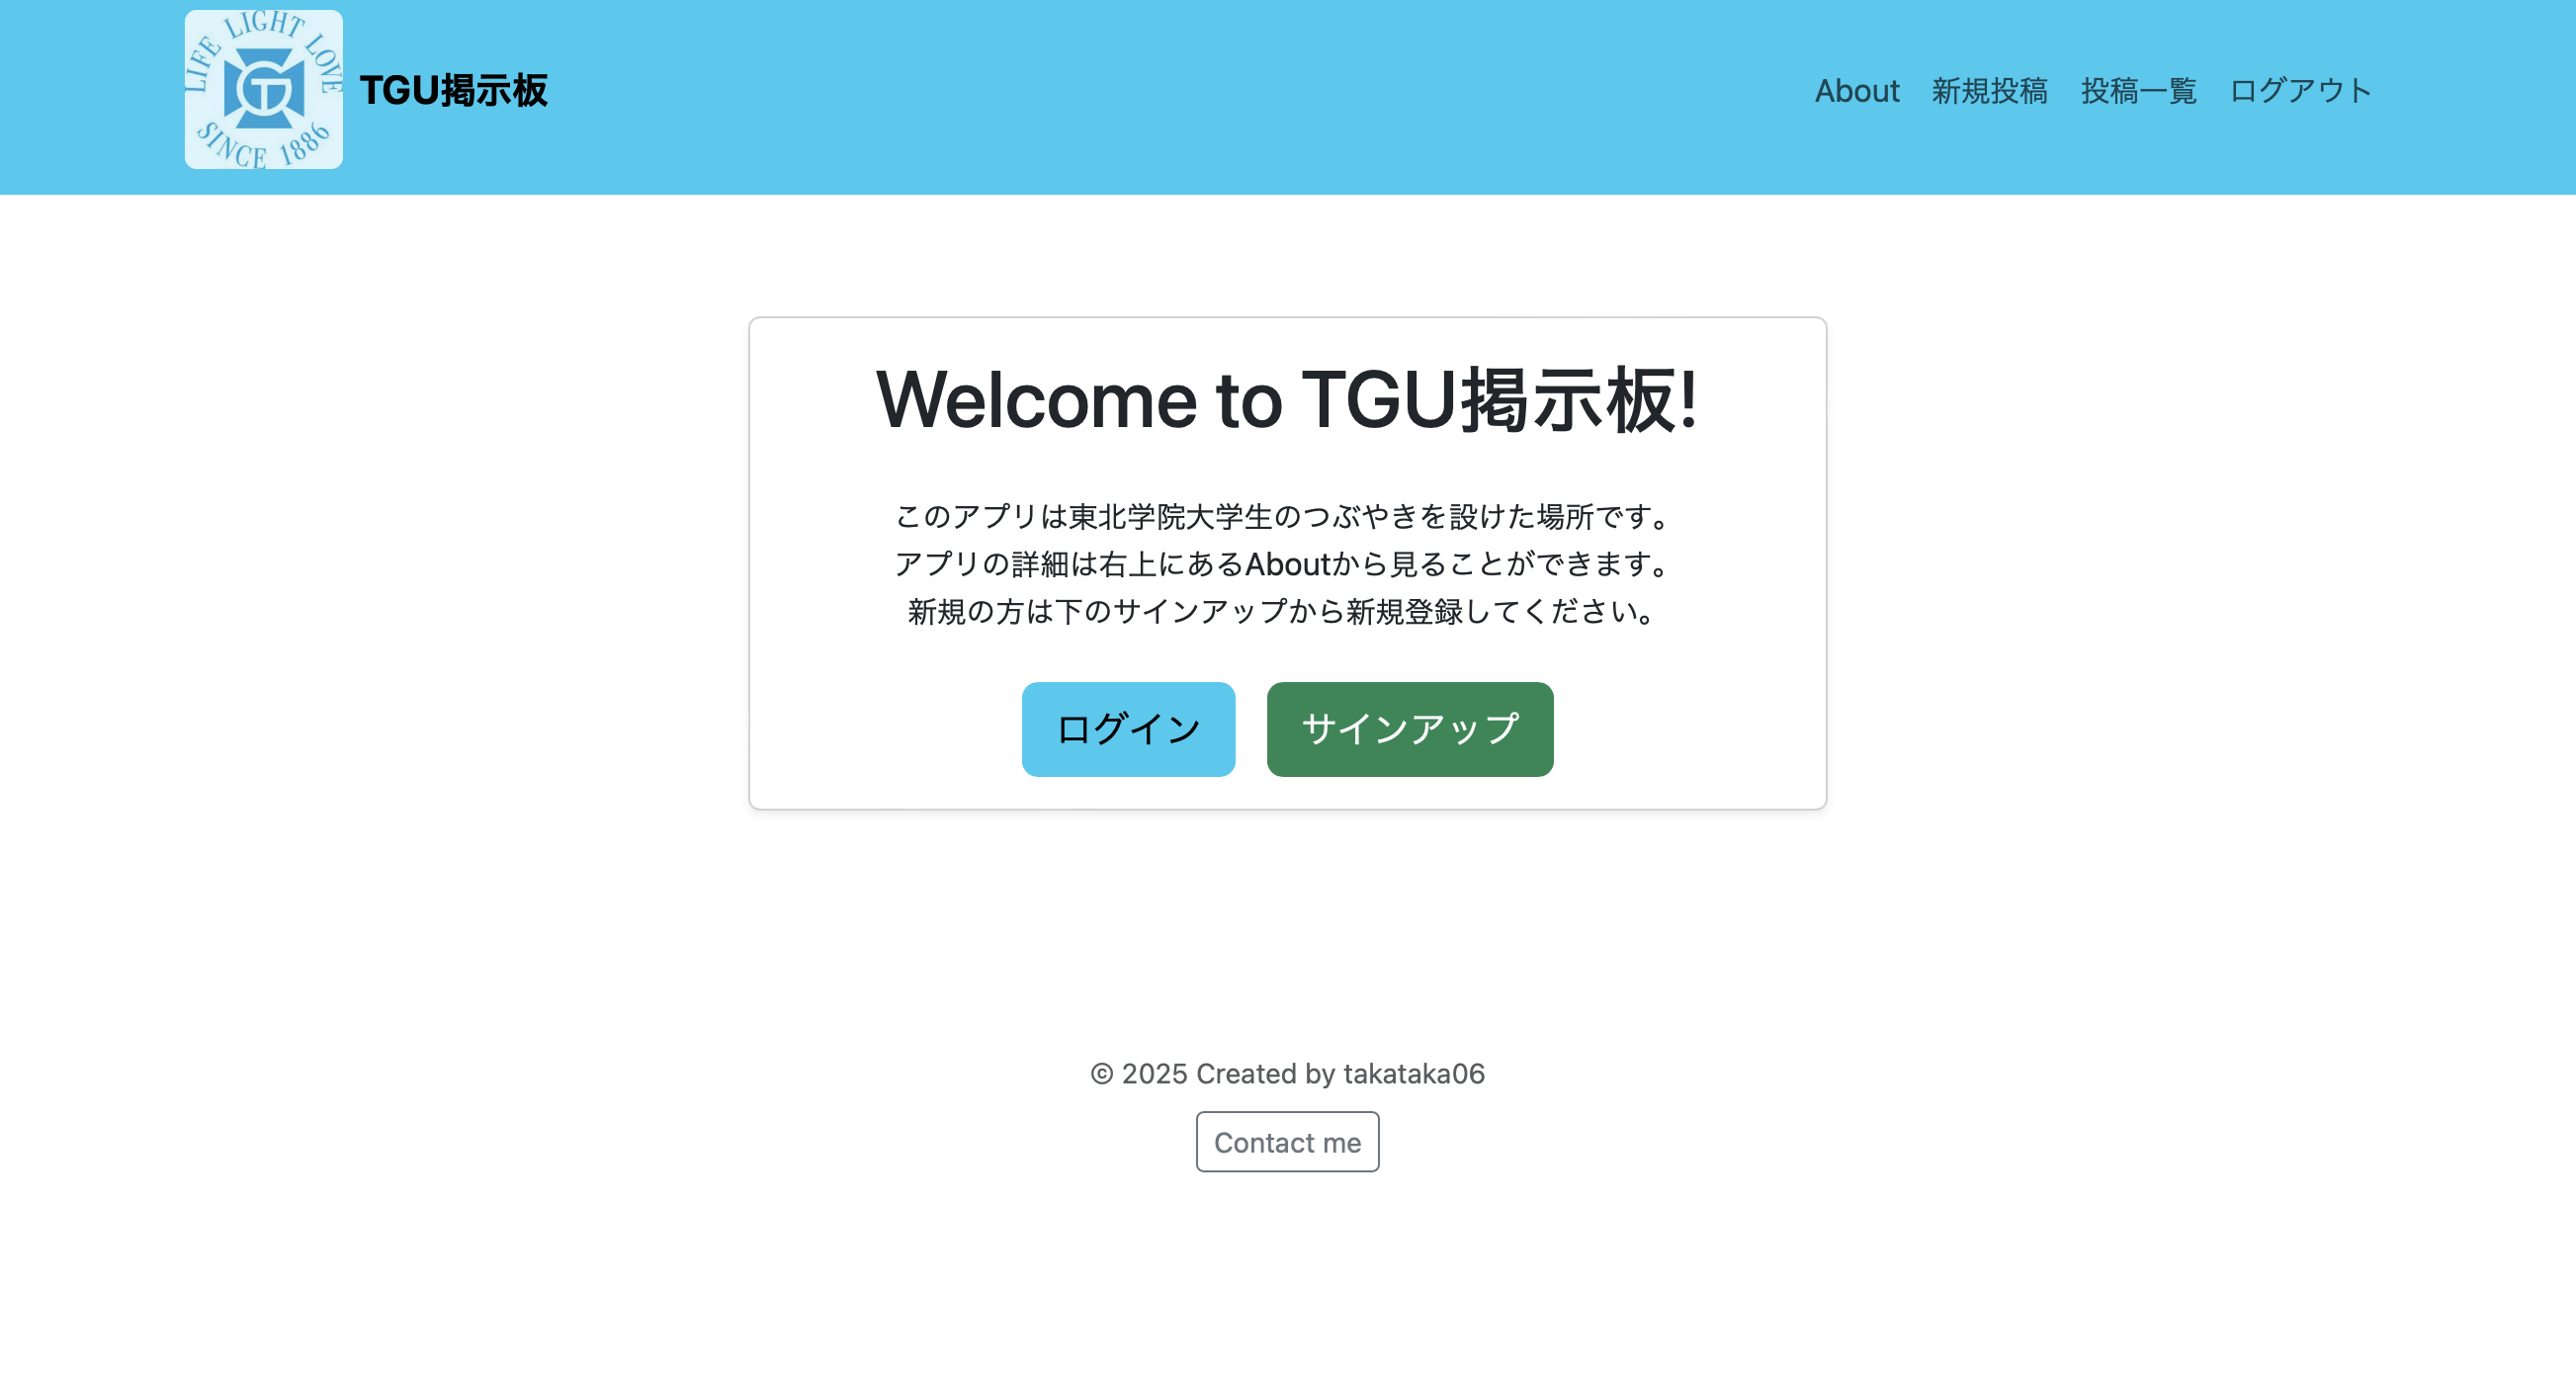 LIFE LIGHT LOVE
SINCE 1886
TGU掲示板
About 新規投稿 投稿一覧 ログアウト
Welcome to TGU掲示板!
このアプリは東北学院大学生のつぶやきを設けた場所です。
アプリの詳細は右上にあるAboutから見ることができます。
新規の方は下のサインアップから新規登録してください。
ログイン サインアップ
© 2025 Created by takataka06
Contact me